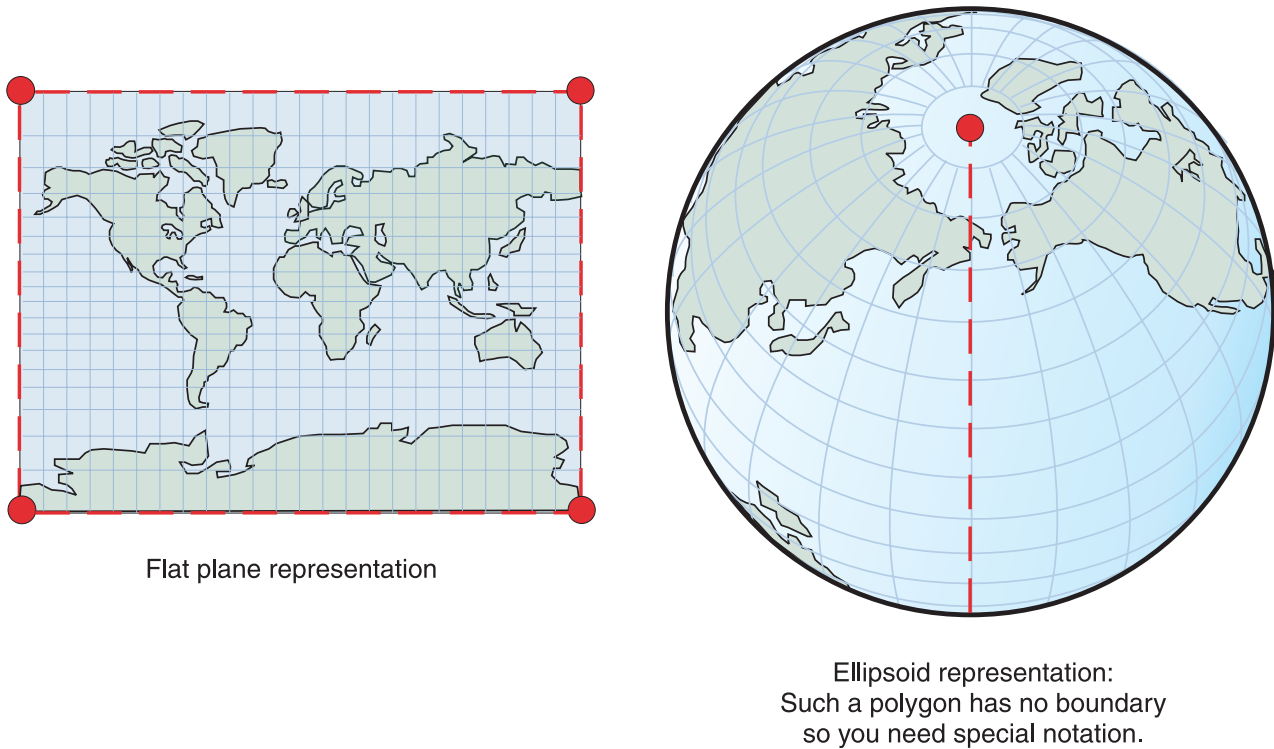 Flat plane representation
Ellipsoid representation:
Such a polygon has no boundary
so you need special notation.